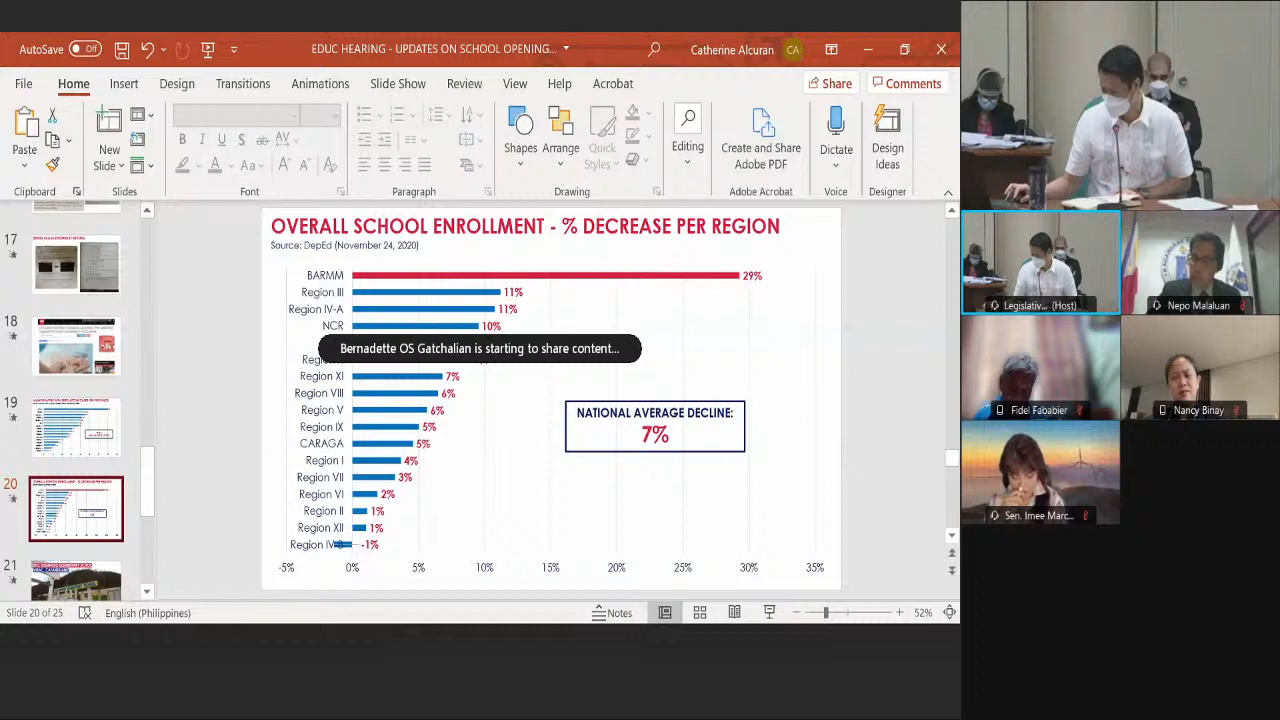 AutoSave Off
EDUC HEARING - UPDATES ON SCHOOL OPENING...
Catherine Alcuran CA
File Home Insert Design Transitions Animations Slide Show Review View Help Acrobat Share Comments
Paste New Slide Shapes Arrange Quick Styles Editing Create and Share Adobe PDF Dictate Design Ideas
Clipboard Slides Font Paragraph Drawing Adobe Acrobat Voice Designer
17
18
19
20
21
OVERALL SCHOOL ENROLLMENT - % DECREASE PER REGION
Source: DepEd (November 24, 2020)
BARMM 29%
Region III 11%
Region IV-A 11%
NCR 10%
Bernadette OS Gatchalian is starting to share content...
Region XI 7%
Region VIII 6%
Region V 6%
Region IX 5%
CARAGA 5%
Region I 4%
Region VII 3%
Region VI 2%
Region II 1%
Region XII 1%
-1%
-5% 0% 5% 10% 15% 20% 25% 30% 35%
NATIONAL AVERAGE DECLINE:
7%
Slide 20 of 25 English (Philippines) Notes 52%
Legislativ... (Host)
Nepo Malaluan
Fidel Fababier
Nancy Binay
Sen. Imee Marc...